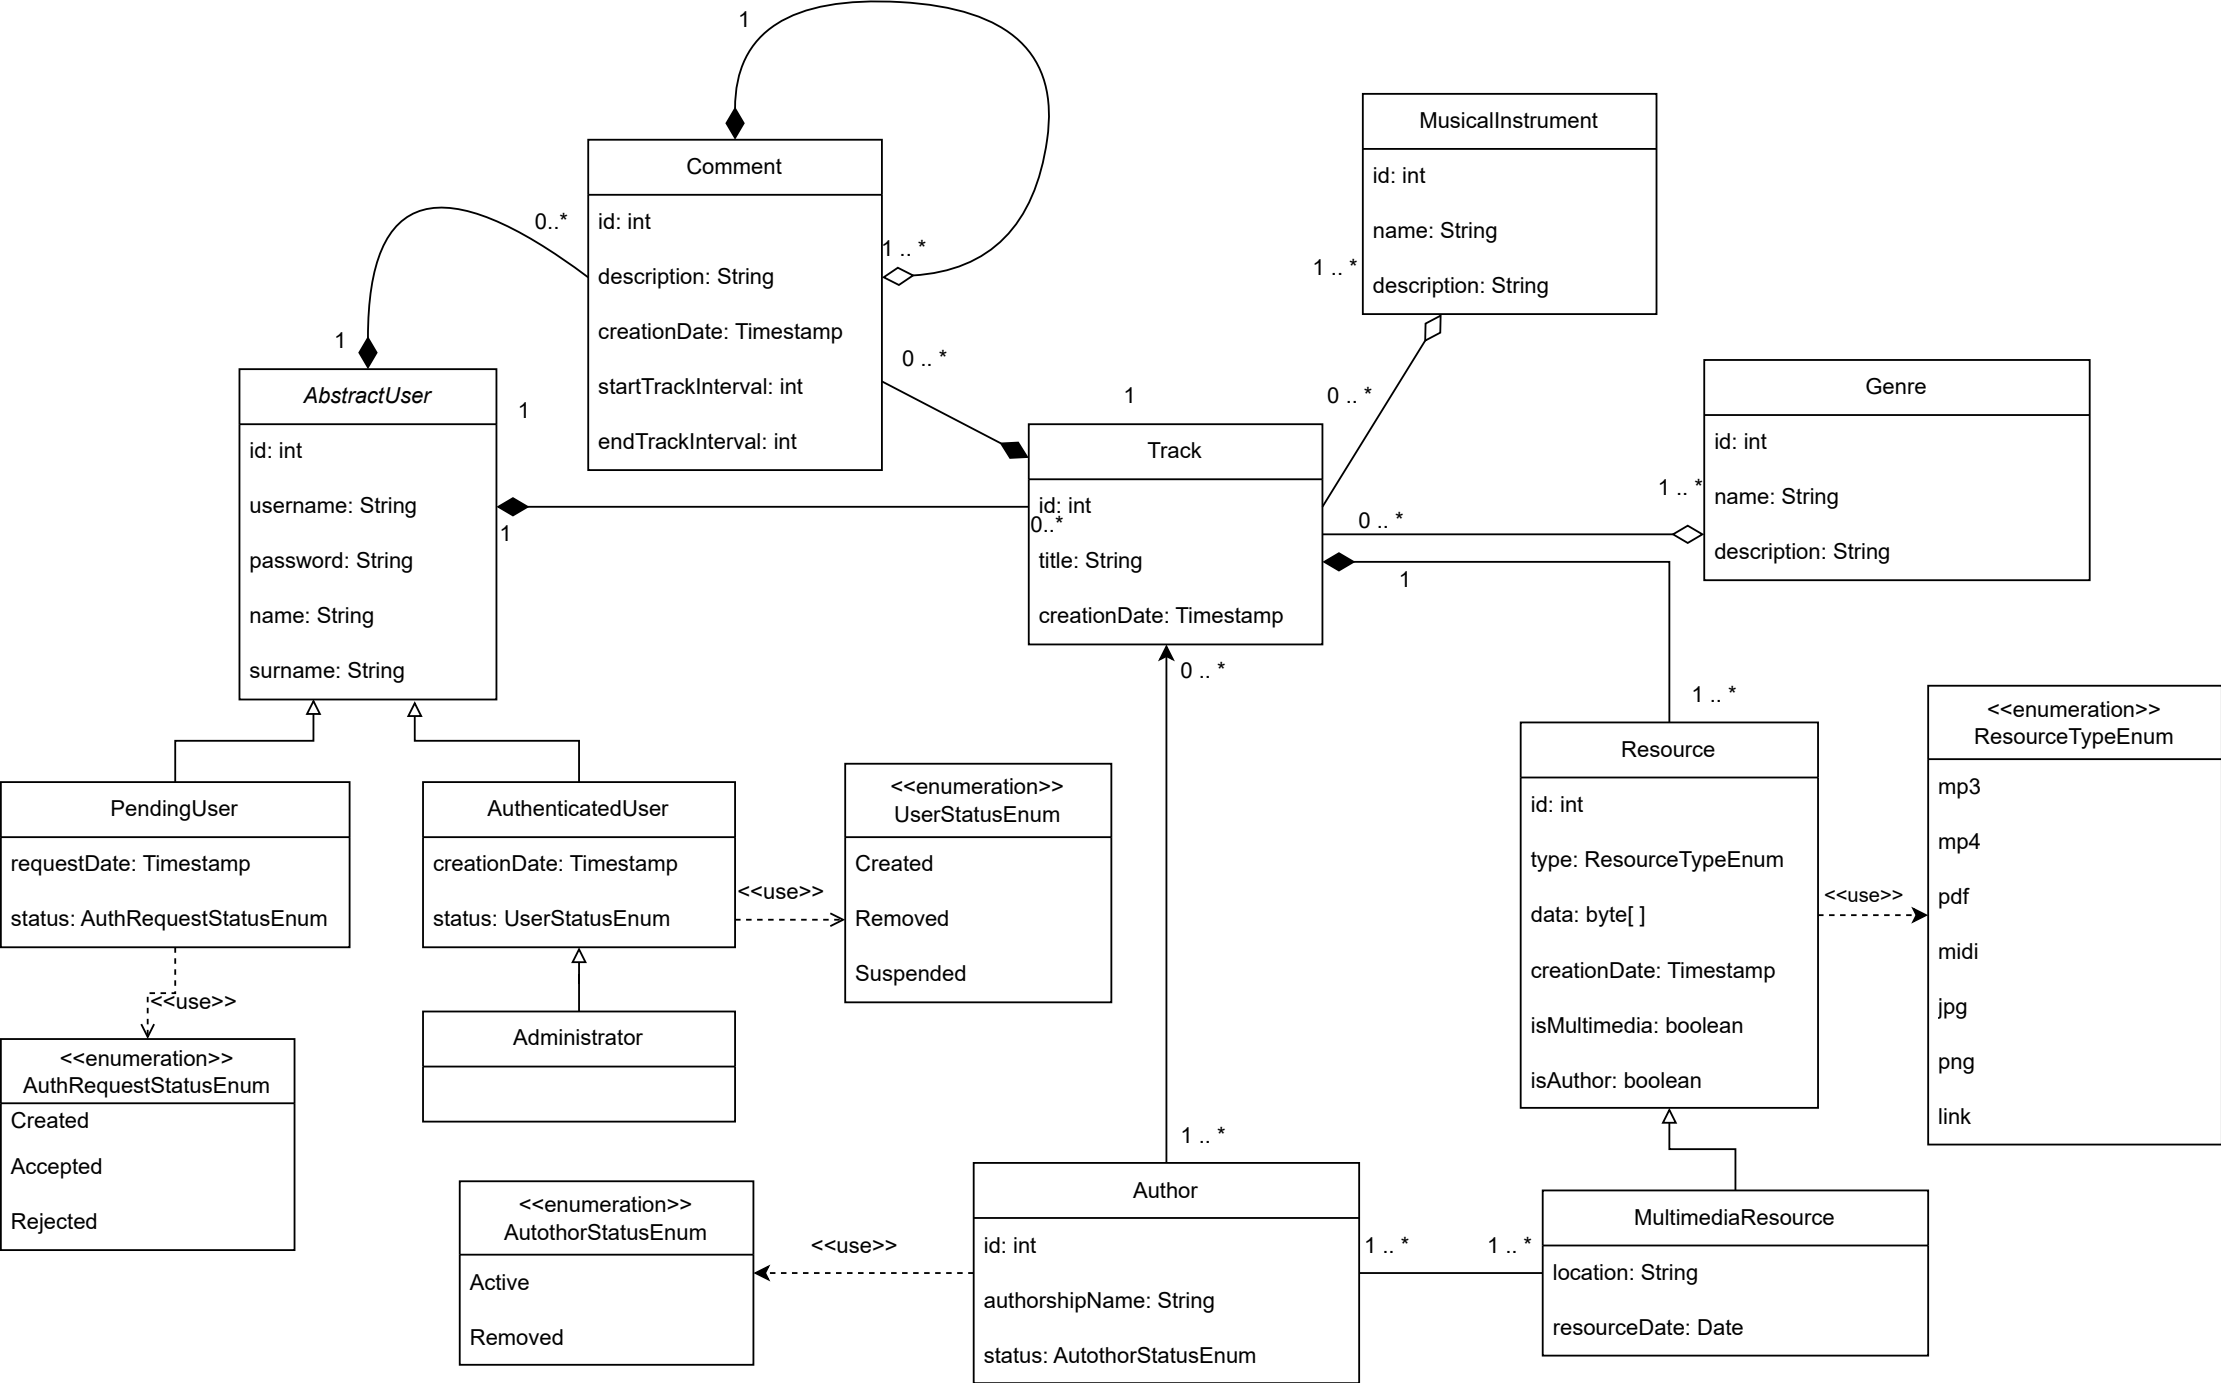 1
Comment
id: int
description: String
creationDate: Timestamp
startTrackInterval: int
endTrackInterval: int
0..*
1 .. *
0 .. *
1
AbstractUser
id: int
username: String
password: String
name: String
surname: String
1
1
MusicalInstrument
id: int
name: String
description: String
1 .. *
0 .. *
1
Track
id: int
0..*
title: String
creationDate: Timestamp
Genre
id: int
name: String
description: String
1 .. *
0 .. *
1
0 .. *
1 .. *
PendingUser
requestDate: Timestamp
status: AuthRequestStatusEnum
<<use>>
<<enumeration>>
AuthRequestStatusEnum
Created
Accepted
Rejected
AuthenticatedUser
creationDate: Timestamp
status: UserStatusEnum
<<use>>
<<enumeration>>
UserStatusEnum
Created
Removed
Suspended
Administrator
Resource
id: int
type: ResourceTypeEnum
data: byte[ ]
creationDate: Timestamp
isMultimedia: boolean
isAuthor: boolean
<<use>>
<<enumeration>>
ResourceTypeEnum
mp3
mp4
pdf
midi
jpg
png
link
1 .. *
<<enumeration>>
AutothorStatusEnum
Active
Removed
<<use>>
Author
id: int
authorshipName: String
status: AutothorStatusEnum
1 .. *
1 .. *
MultimediaResource
location: String
resourceDate: Date